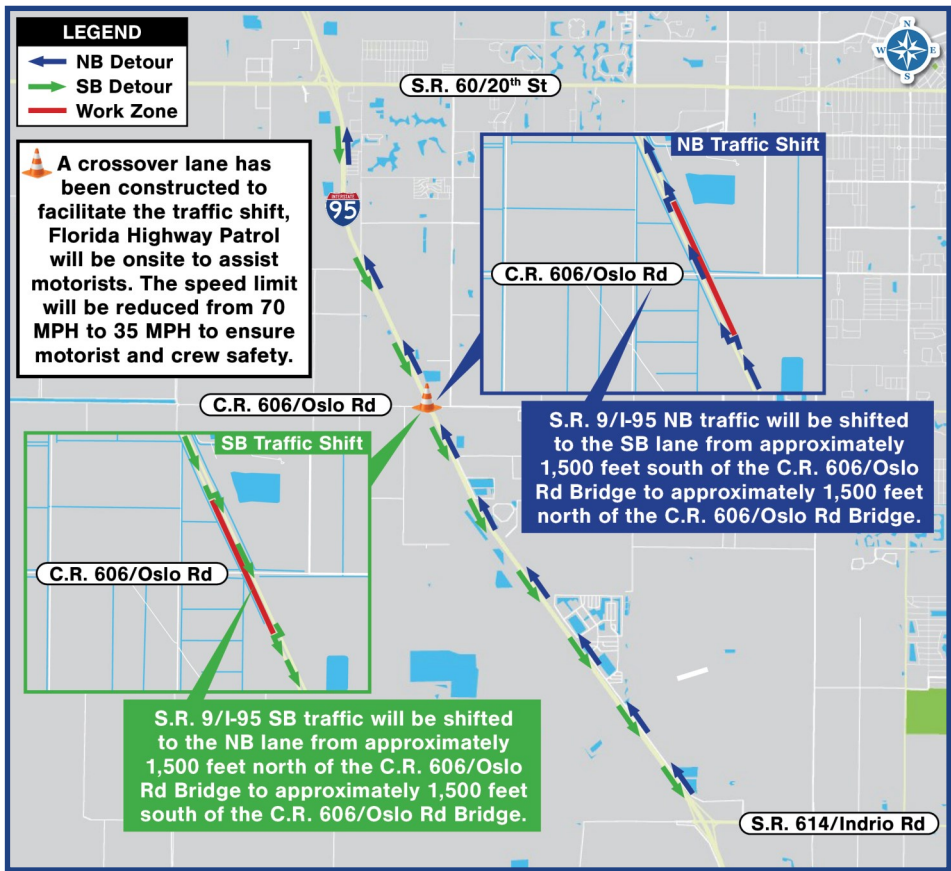 LEGEND
NB Detour
SB Detour
Work Zone
N
W
E
S
S.R. 60/20th St
A crossover lane has
been constructed to
facilitate the traffic shift,
Florida Highway Patrol
will be onsite to assist
motorists. The speed limit
will be reduced from 70
MPH to 35 MPH to ensure
motorist and crew safety.
INTERSTATE
95
NB Traffic Shift
C.R. 606/Oslo Rd
C.R. 606/Oslo Rd
S.R. 9/I-95 NB traffic will be shifted
to the SB lane from approximately
1,500 feet south of the C.R. 606/Oslo
Rd Bridge to approximately 1,500 feet
north of the C.R. 606/Oslo Rd Bridge.
SB Traffic Shift
C.R. 606/Oslo Rd
S.R. 9/I-95 SB traffic will be shifted
to the NB lane from approximately
1,500 feet north of the C.R. 606/Oslo
Rd Bridge to approximately 1,500 feet
south of the C.R. 606/Oslo Rd Bridge.
S.R. 614/Indrio Rd